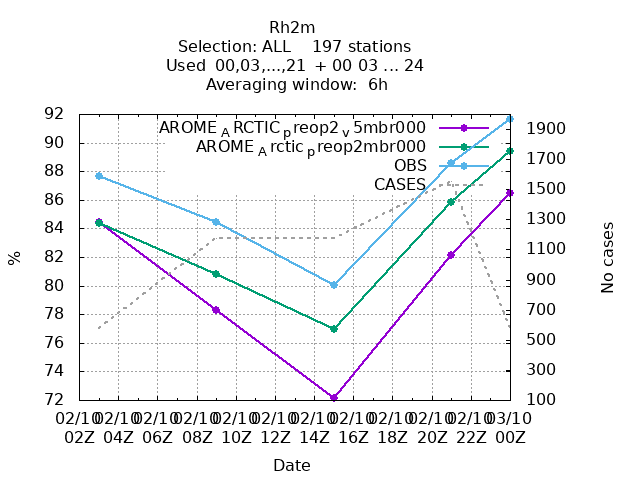 Rh2m
Selection: ALL 197 stations
Used 00,03,...,21 + 00 03 ... 24
Averaging window: 6h
AROME_ARCTIC_preop2_v5mbr000
AROME_Arctic_preop2mbr000
OBS
CASES
92
90
88
86
84
82
80
78
76
74
72
%
1900
1700
1500
1300
1100
900
700
500
300
100
No cases
02/10 02/10 02/10 02/10 02/10 02/10 02/10 02/10 02/10 02/10 02/10 03/10
02Z 04Z 06Z 08Z 10Z 12Z 14Z 16Z 18Z 20Z 22Z 00Z
Date